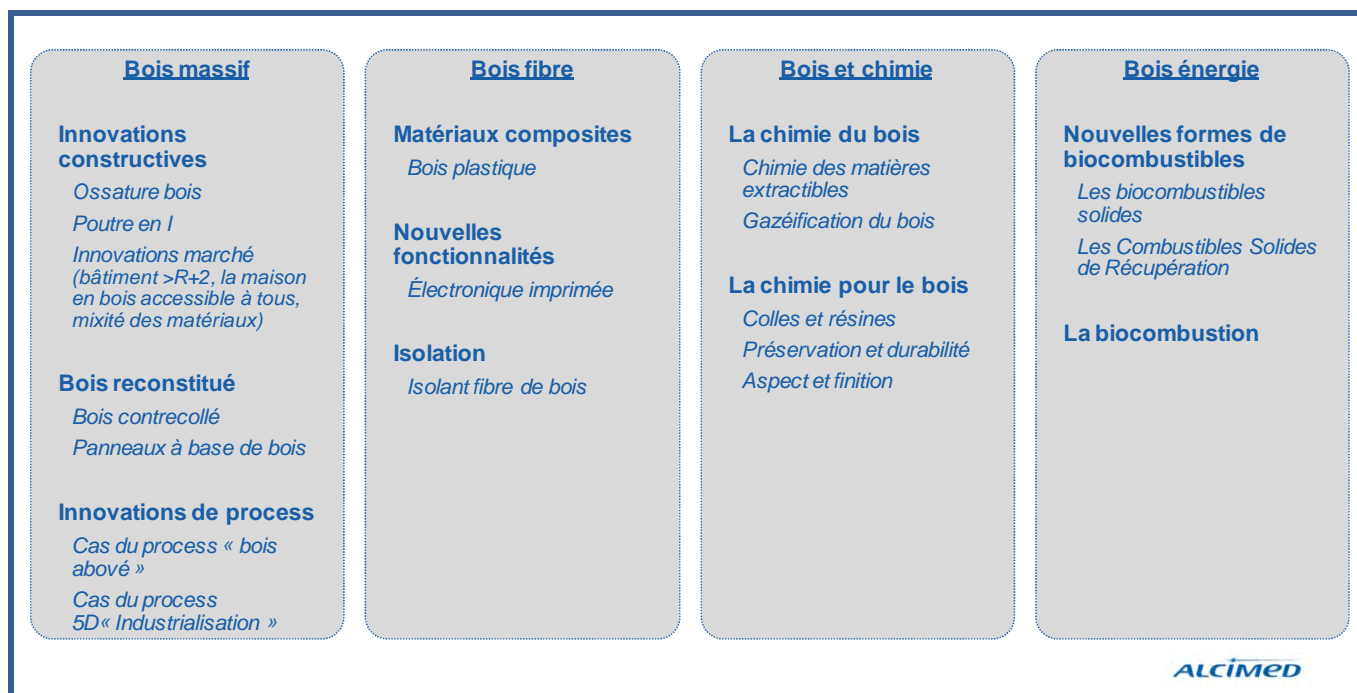 Bois massif
Innovations
constructives
Ossature bois
Poutre en I
Innovations marché
(bâtiment >R+2, la maison
en bois accessible à tous,
mixité des matériaux)
Bois reconstitué
Bois contrecollé
Panneaux à base de bois
Innovations de process
Cas du process « bois
abové »
Cas du process
5D« Industrialisation »
Bois fibre
Matériaux composites
Bois plastique
Nouvelles
fonctionnalités
Électronique imprimée
Isolation
Isolant fibre de bois
Bois et chimie
La chimie du bois
Chimie des matières
extractibles
Gazéification du bois
La chimie pour le bois
Colles et résines
Préservation et durabilité
Aspect et finition
Bois énergie
Nouvelles formes de
biocombustibles
Les biocombustibles
solides
Les Combustibles Solides
de Récupération
La biocombustion
ALCIMED